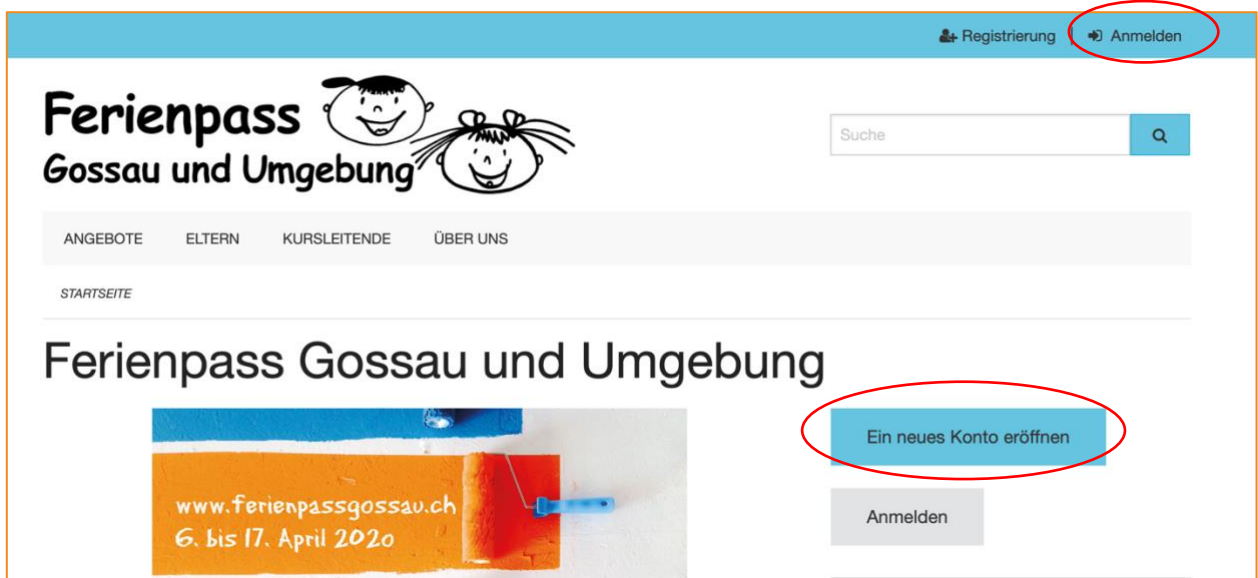 Registrierung | Anmelden
Ferienpass
Gossau und Umgebung
Suche
ANGEBOTE ELTERN KURSLEITENDE ÜBER UNS
STARTSEITE
Ferienpass Gossau und Umgebung
Ein neues Konto eröffnen
www.ferienpassgossau.ch
6. bis 17. April 2020
Anmelden